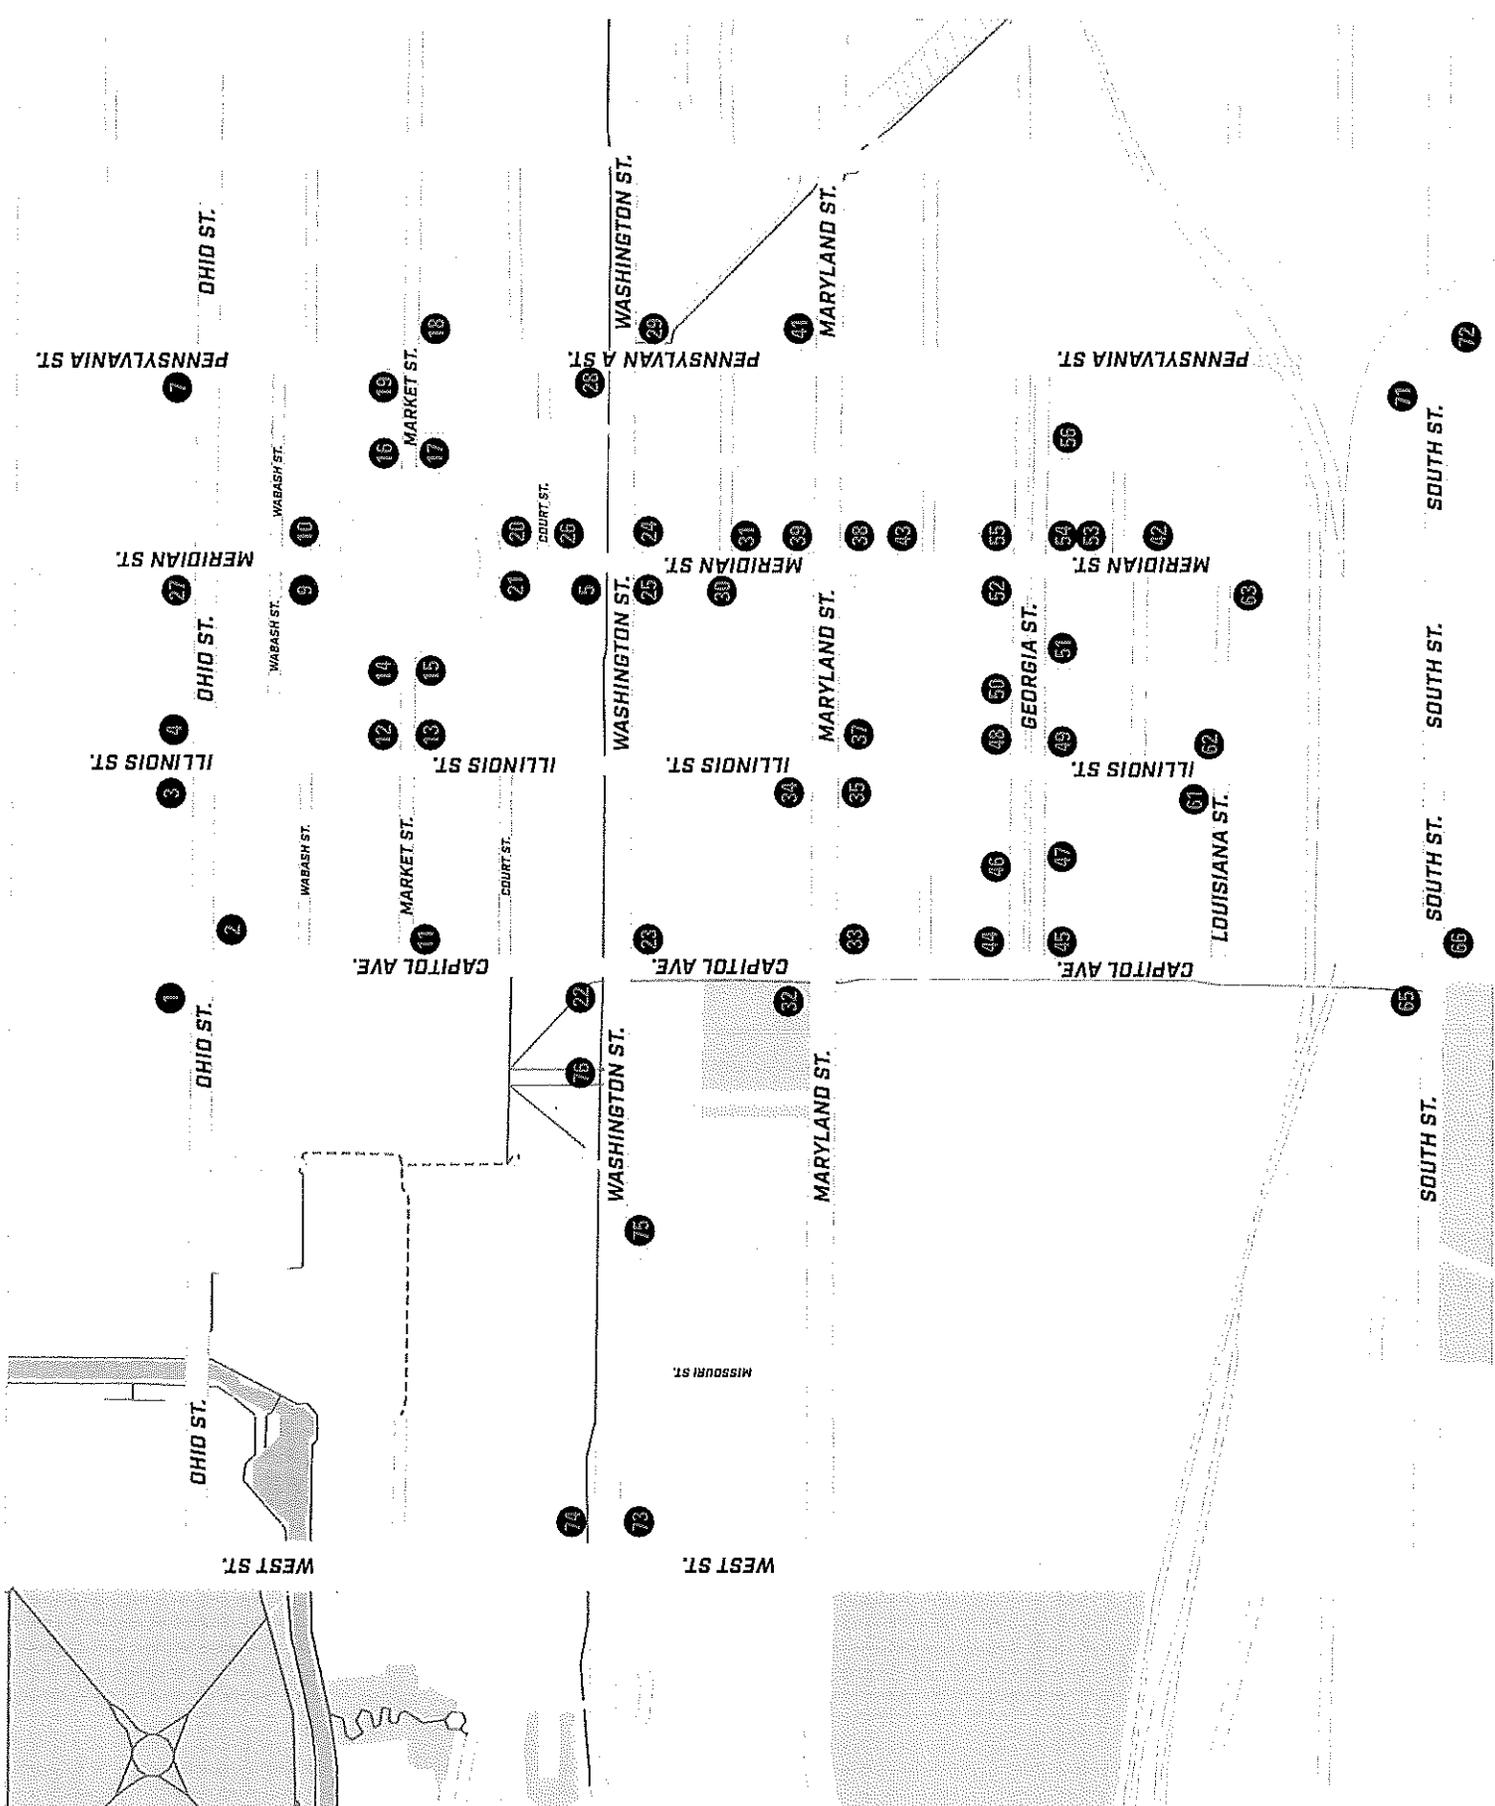 PENNSYLVANIA ST.
ILLINOIS ST.
MERIDIAN ST.
1
3
4
27
7
OHIO ST.
OHIO ST.
OHIO ST.
OHIO ST.
2
WEST ST.
WABASH ST.
WABASH ST.
WABASH ST.
9
10
CAPITOL AVE.
12
14
16
19
MARKET ST.
MARKET ST.
11
13
15
17
18
ILLINOIS ST.
COURT ST.
21
20
COURT ST.
74
76
22
5
26
28
PENNSYLVAN A ST.
WASHINGTON ST.
WASHINGTON ST.
WASHINGTON ST.
73
75
23
25
24
29
WEST ST.
MISSOURI ST.
CAPITOL AVE.
ILLINOIS ST.
MERIDIAN ST.
30
31
32
34
39
41
MARYLAND ST.
MARYLAND ST.
MARYLAND ST.
33
35
37
38
43
44
46
48
50
52
55
GEORGIA ST.
45
47
49
51
54
56
53
CAPITOL AVE.
ILLINOIS ST.
MERIDIAN ST.
PENNSYLVANIA ST.
42
61
62
LOUISIANA ST.
63
65
71
SOUTH ST.
SOUTH ST.
SOUTH ST.
SOUTH ST.
66
72